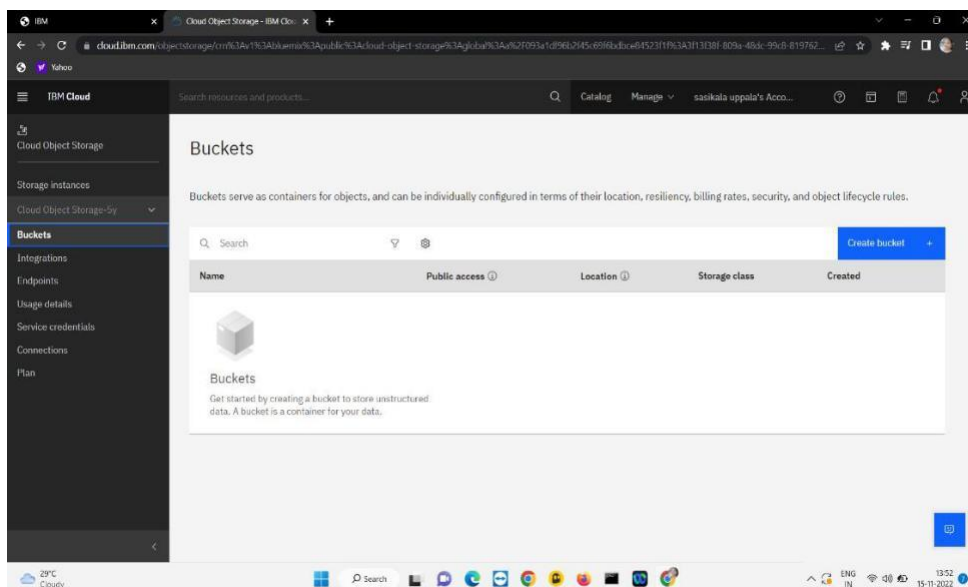 IBM
Cloud Object Storage - IBM Clo
Yahoo
IBM Cloud
Search resources and products...
Catalog
Manage
sasikala uppala's Acco...
Cloud Object Storage
Storage instances
Cloud Object Storage-5y
Buckets
Integrations
Endpoints
Usage details
Service credentials
Connections
Plan
Buckets
Buckets serve as containers for objects, and can be individually configured in terms of their location, resiliency, billing rates, security, and object lifecycle rules.
Search
Create bucket +
Name Public access Location Storage class Created
Buckets
Get started by creating a bucket to store unstructured
data. A bucket is a container for your data.
29°C
Cloudy
Search
ENG
IN
13:52
15-11-2022